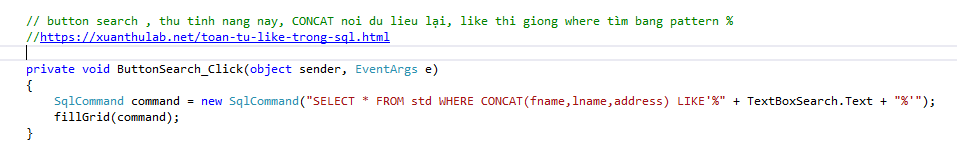 // button search , thu tinh nang nay, CONCAT noi du lieu lại, like thi giong where tìm bang pattern %
//https://xuanthulab.net/toan-tu-like-trong-sql.html
private void ButtonSearch_Click(object sender, EventArgs e)
{
SqlCommand command = new SqlCommand("SELECT * FROM std WHERE CONCAT(fname,lname,address) LIKE'%" + TextBoxSearch.Text + "%'");
fillGrid(command);
}